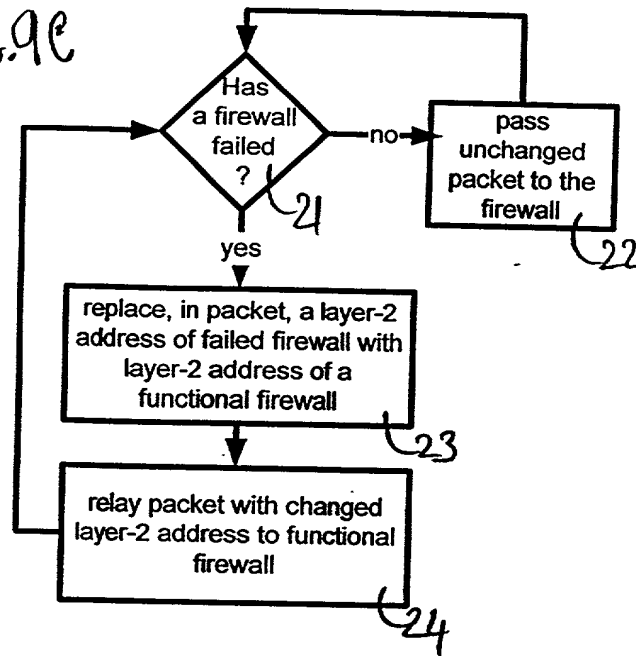 .9C
Has
a firewall
failed
?
21
no
pass
unchanged
packet to the
firewall
22
yes
replace, in packet, a layer-2
address of failed firewall with
layer-2 address of a
functional firewall
23
relay packet with changed
layer-2 address to functional
firewall
24